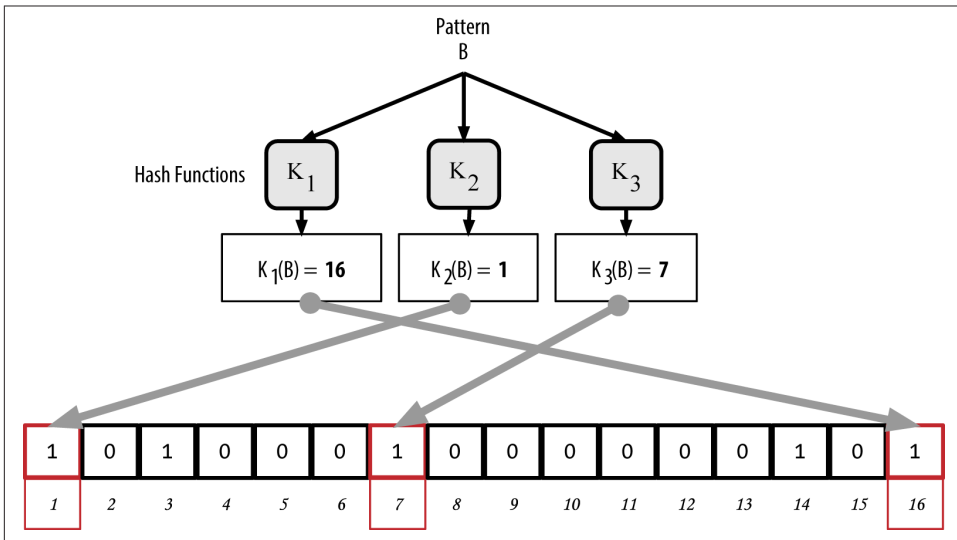 Pattern
B
Hash Functions
K1
K2
K3
K1(B) = 16
K2(B) = 1
K3(B) = 7
1 0 1 0 0 0 1 0 0 0 0 0 0 1 0 1
1 2 3 4 5 6 7 8 9 10 11 12 13 14 15 16